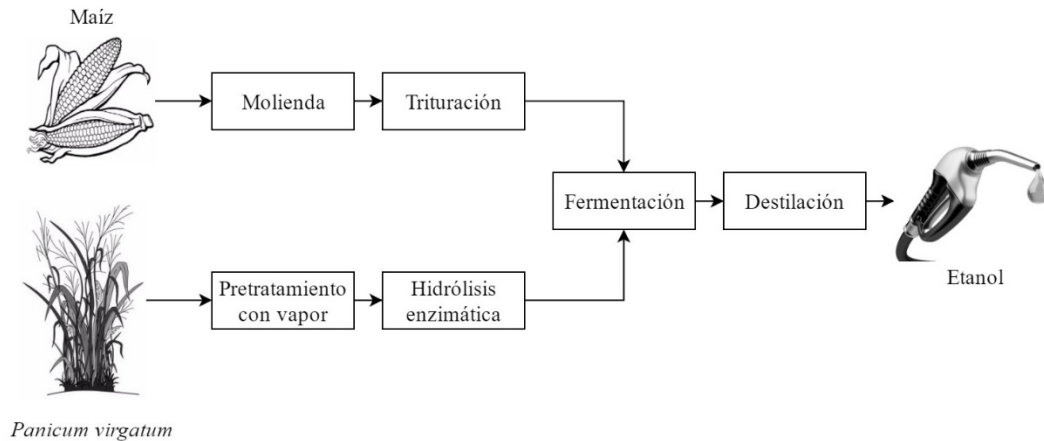 Maíz
Molienda
Trituración
Fermentación
Destilación
Etanol
Pretratamiento
con vapor
Hidrólisis
enzimática
Panicum virgatum